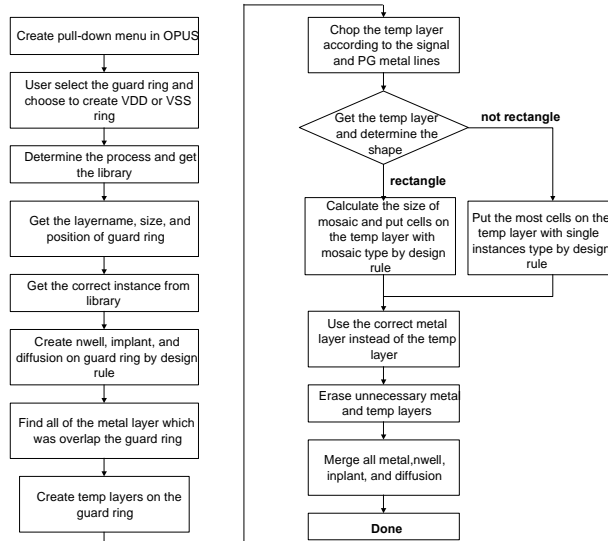 Create pull-down menu in OPUS
User select the guard ring and
choose to create VDD or VSS
ring
Determine the process and get
the library
Get the layername, size, and
position of guard ring
Get the correct instance from
library
Create nwell, implant, and
diffusion on guard ring by design
rule
Find all of the metal layer which
was overlap the guard ring
Create temp layers on the
guard ring
Chop the temp layer
according to the signal
and PG metal lines
Get the temp layer
and determine the
shape
not rectangle
rectangle
Calculate the size of
mosaic and put cells on
the temp layer with
mosaic type by design
rule
Put the most cells on the
temp layer with single
instances type by design
rule
Use the correct metal
layer instead of the temp
layer
Erase unnecessary metal
and temp layers
Merge all metal,nwell,
inplant, and diffusion
Done